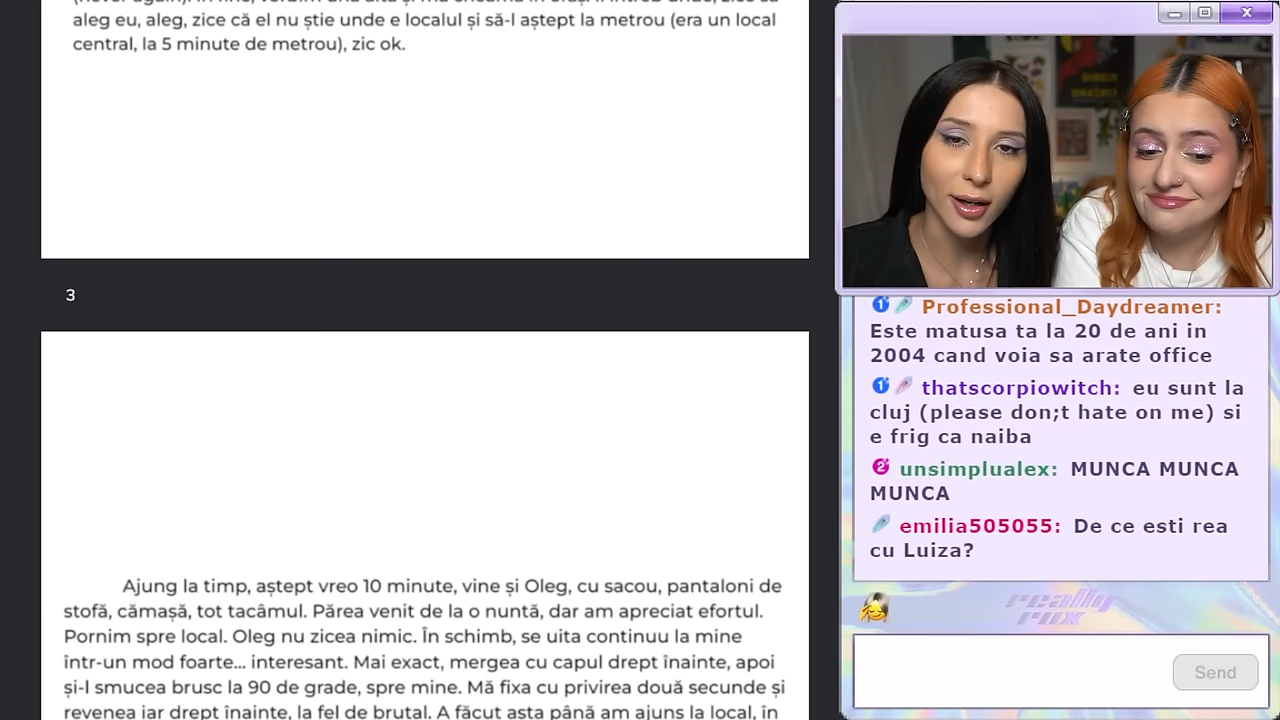 aleg eu, aleg, zice că el nu știe unde e localul și să-l aștept la metrou (era un local
central, la 5 minute de metrou), zic ok.
3
Ajung la timp, aștept vreo 10 minute, vine și Oleg, cu sacou, pantaloni de
stofă, cămașă, tot tacâmul. Părea venit de la o nuntă, dar am apreciat efortul.
Pornim spre local. Oleg nu zicea nimic. În schimb, se uita continuu la mine
într-un mod foarte... interesant. Mai exact, mergea cu capul drept înainte, apoi
și-l smucea brusc la 90 de grade, spre mine. Mă fixa cu privirea două secunde și
revenea iar drept înainte, la fel de brutal. A făcut asta până am ajuns la local, în
Professional_Daydreamer:
Este matusa ta la 20 de ani in
2004 cand voia sa arate office
thatscorpiowitch: eu sunt la
cluj (please don;t hate on me) si
e frig ca naiba
unsimplualex: MUNCA MUNCA
MUNCA
emilia505055: De ce esti rea
cu Luiza?
really
rux
Send